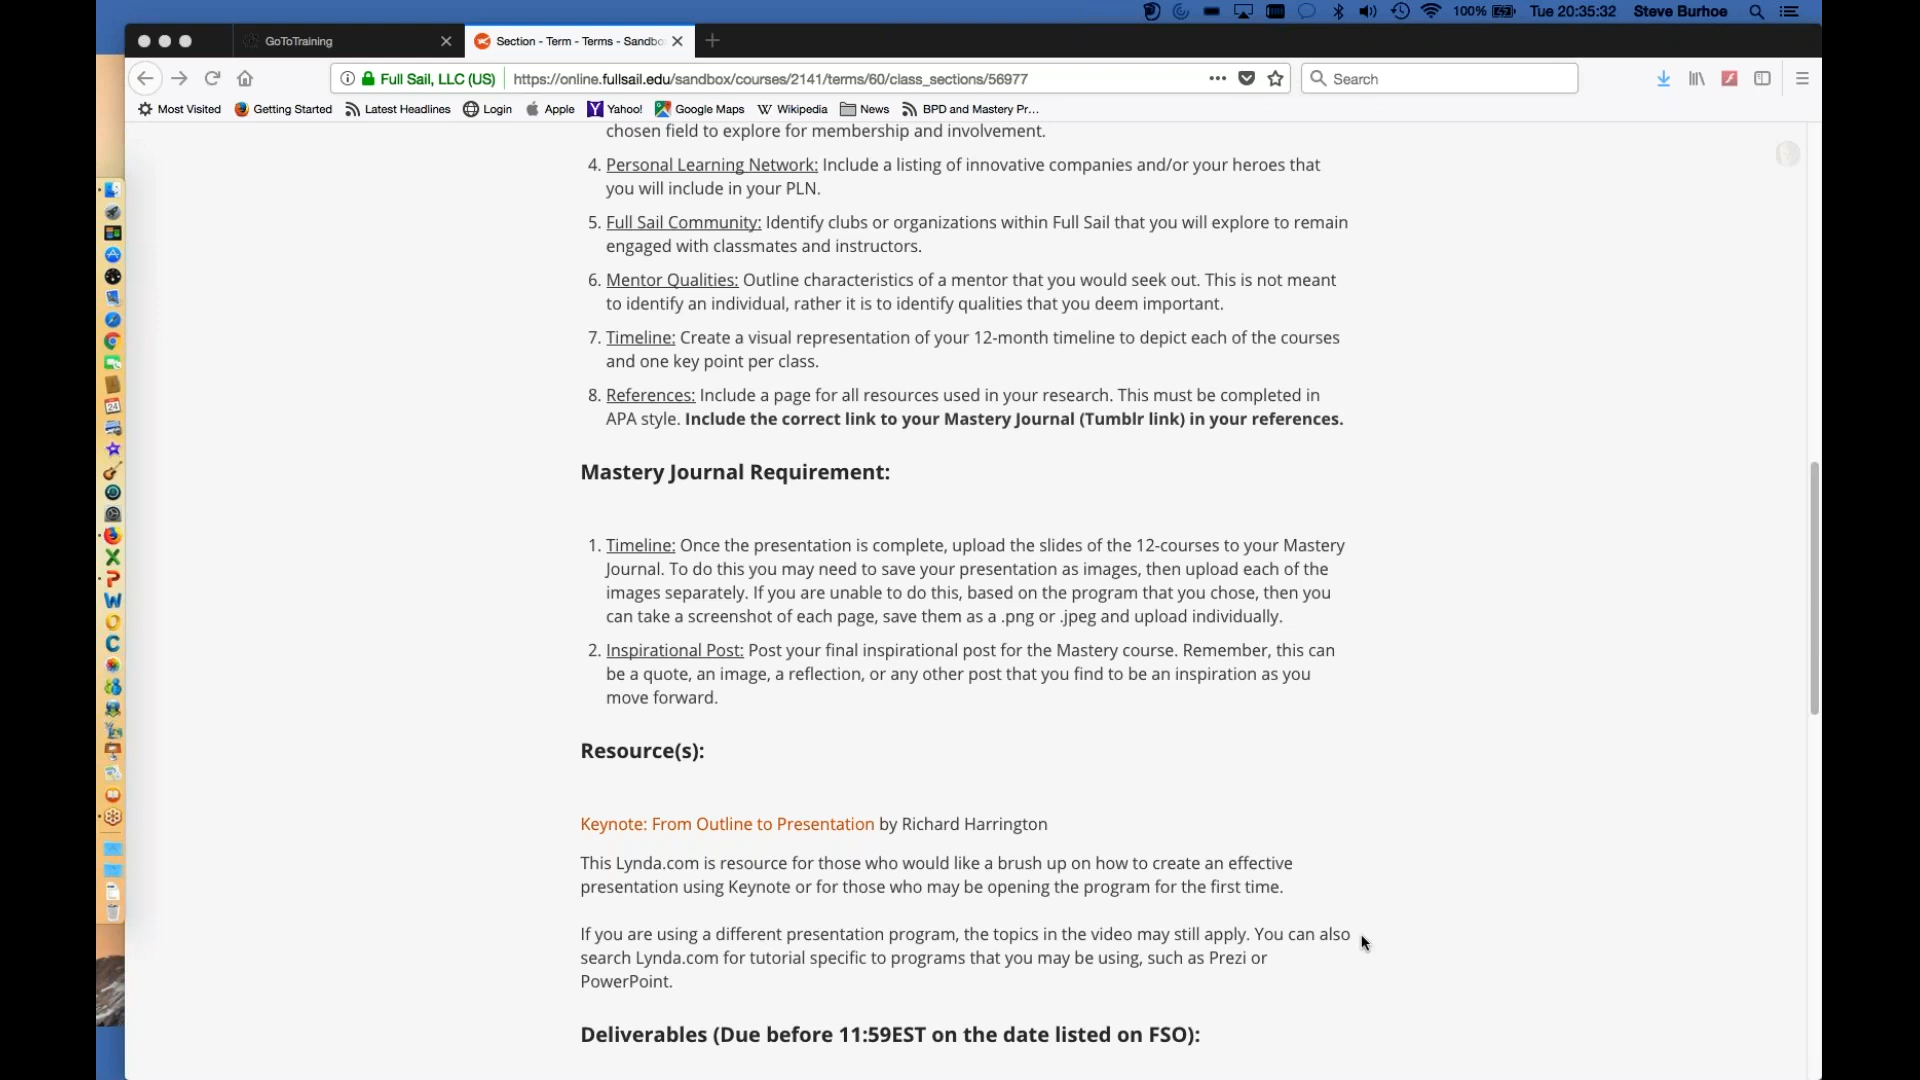 100% Tue 20:35:32 Steve Burhoe
GoToTraining
Section - Term - Terms - Sandbo
Full Sail, LLC (US) https://online.fullsail.edu/sandbox/courses/2141/terms/60/class_sections/56977 Search
Most Visited Getting Started Latest Headlines Login Apple Yahoo! Google Maps Wikipedia News BPD and Mastery Pr...
chosen field to explore for membership and involvement.
4. Personal Learning Network: Include a listing of innovative companies and/or your heroes that
you will include in your PLN.
5. Full Sail Community: Identify clubs or organizations within Full Sail that you will explore to remain
engaged with classmates and instructors.
6. Mentor Qualities: Outline characteristics of a mentor that you would seek out. This is not meant
to identify an individual, rather it is to identify qualities that you deem important.
7. Timeline: Create a visual representation of your 12-month timeline to depict each of the courses
and one key point per class.
8. References: Include a page for all resources used in your research. This must be completed in
APA style. Include the correct link to your Mastery Journal (Tumblr link) in your references.
Mastery Journal Requirement:
1. Timeline: Once the presentation is complete, upload the slides of the 12-courses to your Mastery
Journal. To do this you may need to save your presentation as images, then upload each of the
images separately. If you are unable to do this, based on the program that you chose, then you
can take a screenshot of each page, save them as a .png or .jpeg and upload individually.
2. Inspirational Post: Post your final inspirational post for the Mastery course. Remember, this can
be a quote, an image, a reflection, or any other post that you find to be an inspiration as you
move forward.
Resource(s):
Keynote: From Outline to Presentation by Richard Harrington
This Lynda.com is resource for those who would like a brush up on how to create an effective
presentation using Keynote or for those who may be opening the program for the first time.
If you are using a different presentation program, the topics in the video may still apply. You can also
search Lynda.com for tutorial specific to programs that you may be using, such as Prezi or
PowerPoint.
Deliverables (Due before 11:59EST on the date listed on FSO):